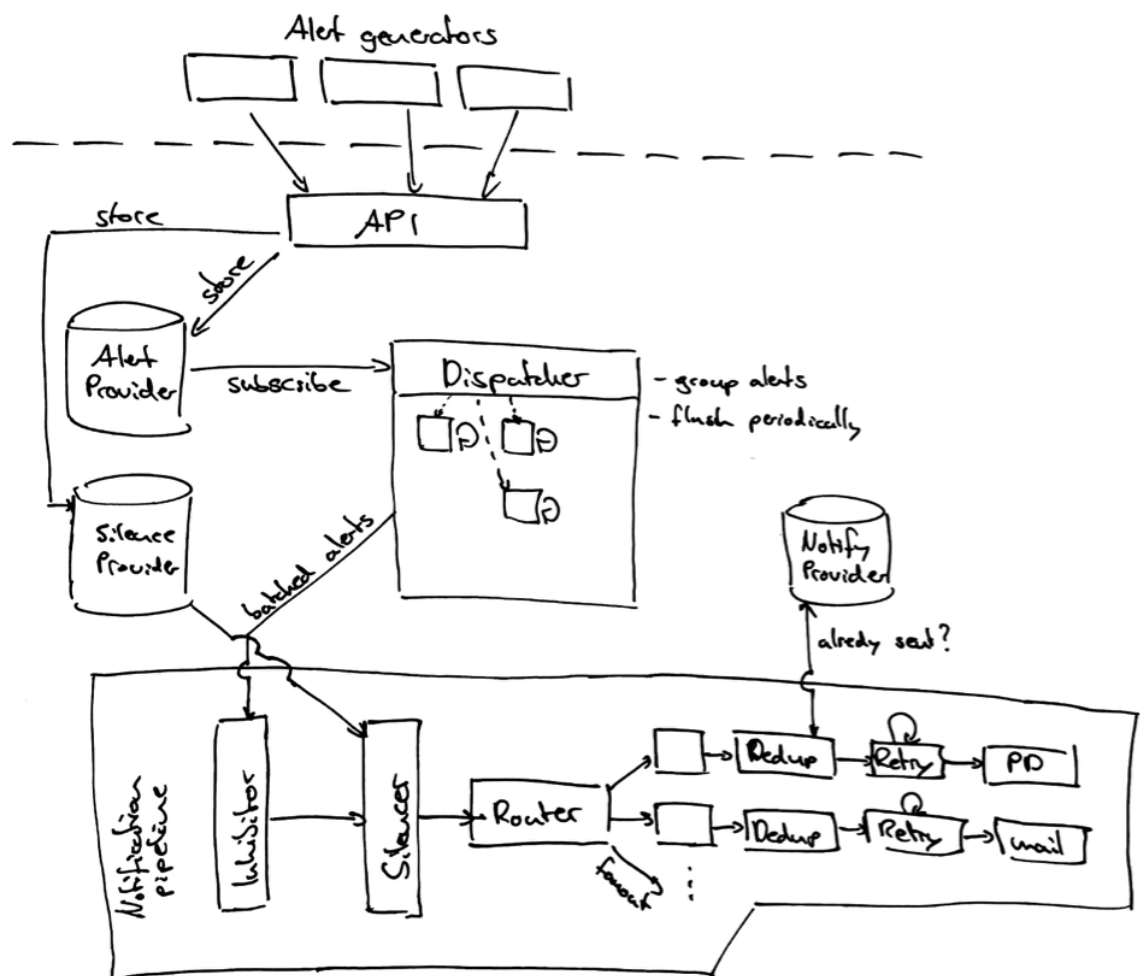 Alert generators
API
store
store
Alert
Provider
subscribe
Dispatcher
- group alerts
- flush periodically
Silence
Provider
batched alerts
Notify
Provider
alredy sent?
Notification
pipeline
Inhibitor
Silencer
Router
fanout
Dedup
Retry
PD
Dedup
Retry
mail